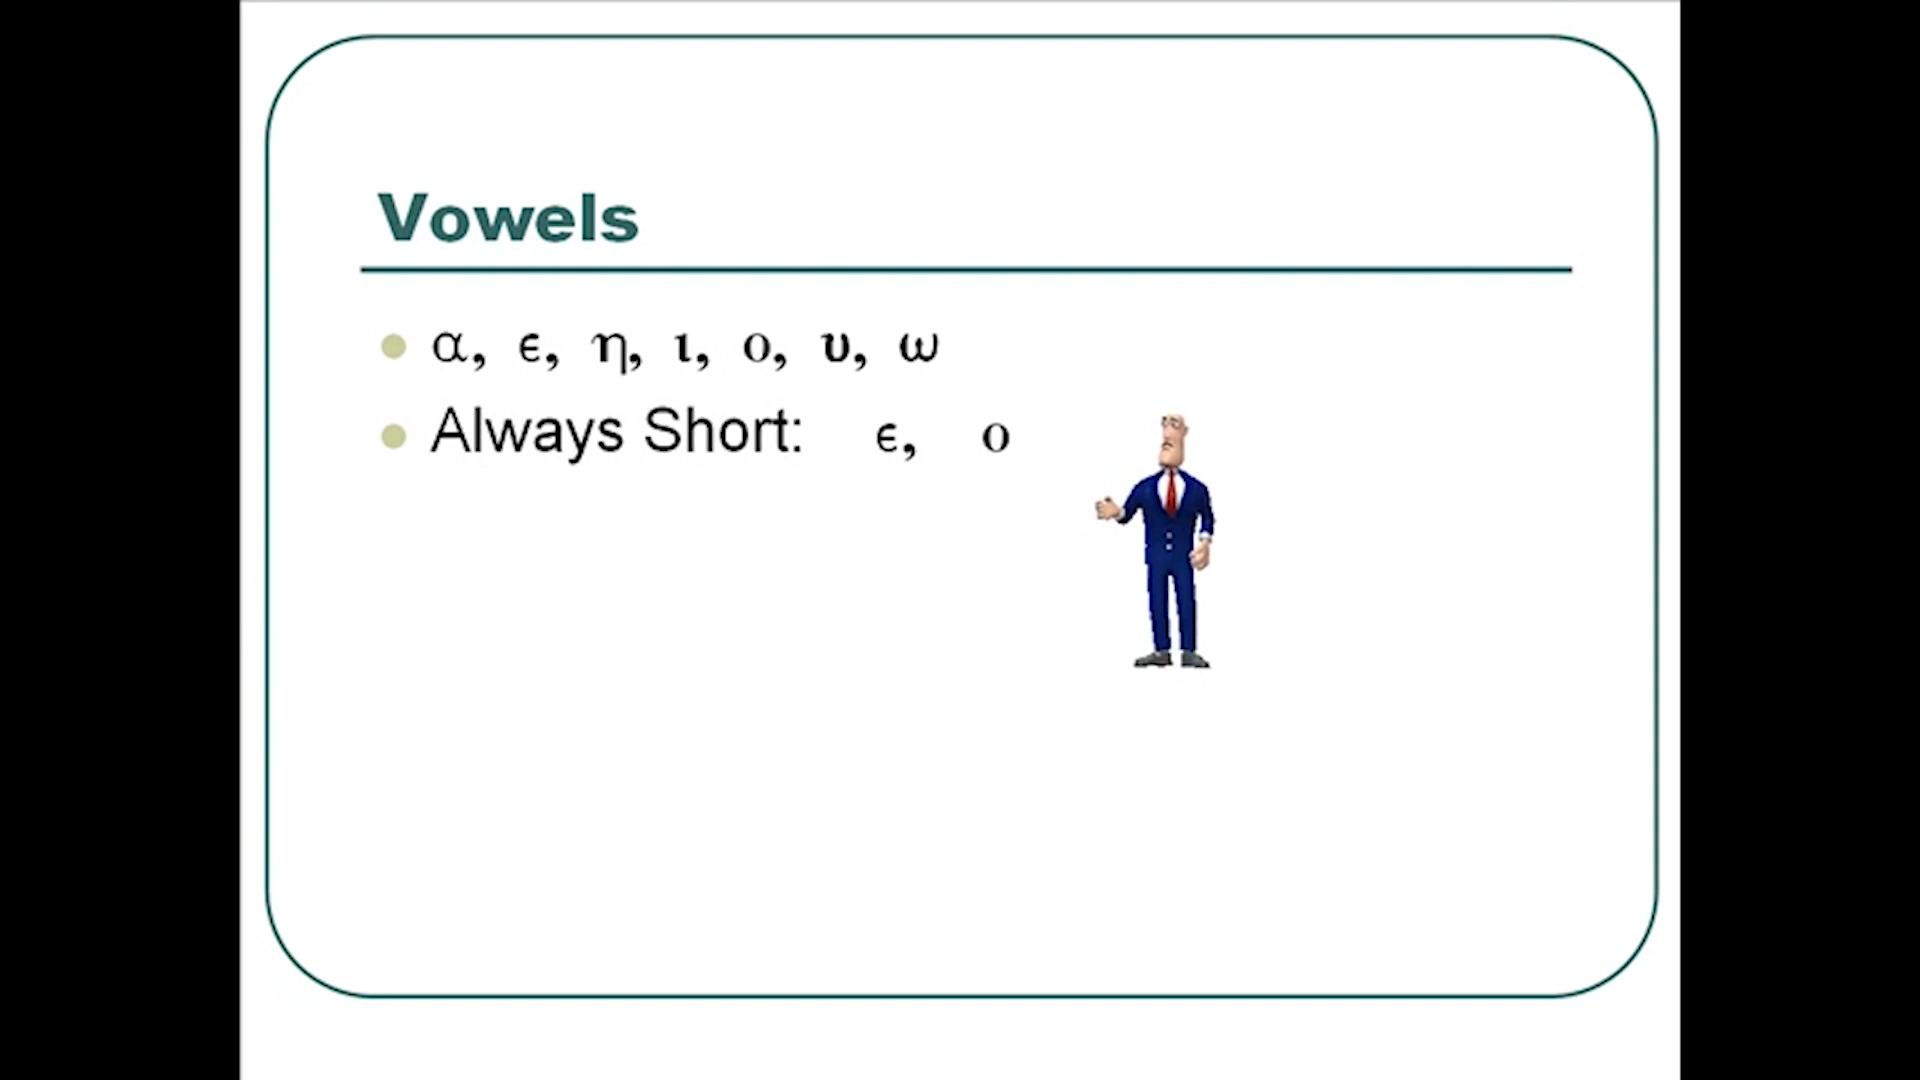 Vowels
α, ϵ, η, ι, ο, υ, ω
Always Short: ϵ, ο